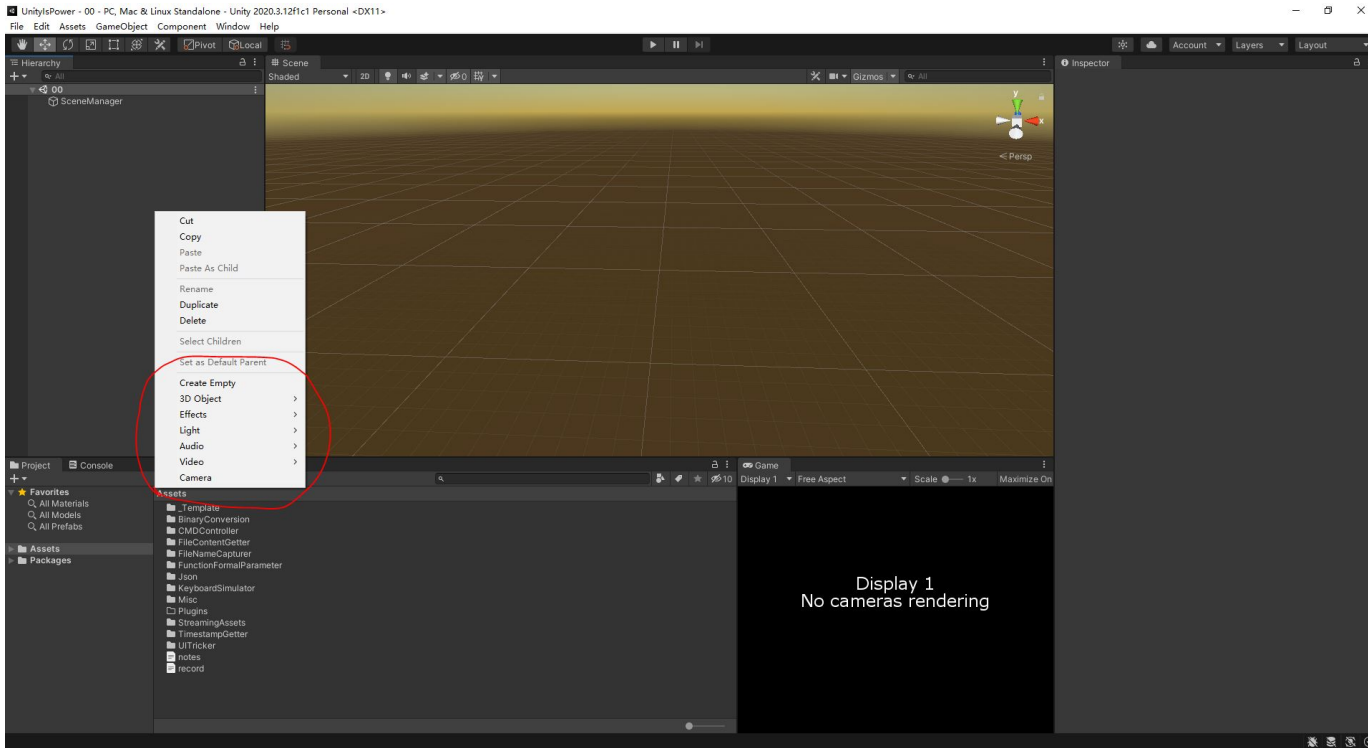 UnityIsPower - 00 - PC, Mac & Linux Standalone - Unity 2020.3.12f1c1 Personal <DX11>
File Edit Assets GameObject Component Window Help
Pivot Local
Account Layers Layout
Hierarchy
Scene
Inspector
All
Shaded 2D 0 Gizmos All
00
SceneManager
y
x
Persp
Cut
Copy
Paste
Paste As Child
Rename
Duplicate
Delete
Select Children
Set as Default Parent
Create Empty
3D Object
Effects
Light
Audio
Video
Camera
Project Console
10
Game
Display 1 Free Aspect Scale 1x Maximize On
Favorites
All Materials
All Models
All Prefabs
Assets
Packages
Assets
_Template
BinaryConversion
CMDController
FileContentGetter
FileNameCapturer
FunctionFormalParameter
Json
KeyboardSimulator
Misc
Plugins
StreamingAssets
TimestampGetter
UITricker
notes
record
Display 1
No cameras rendering